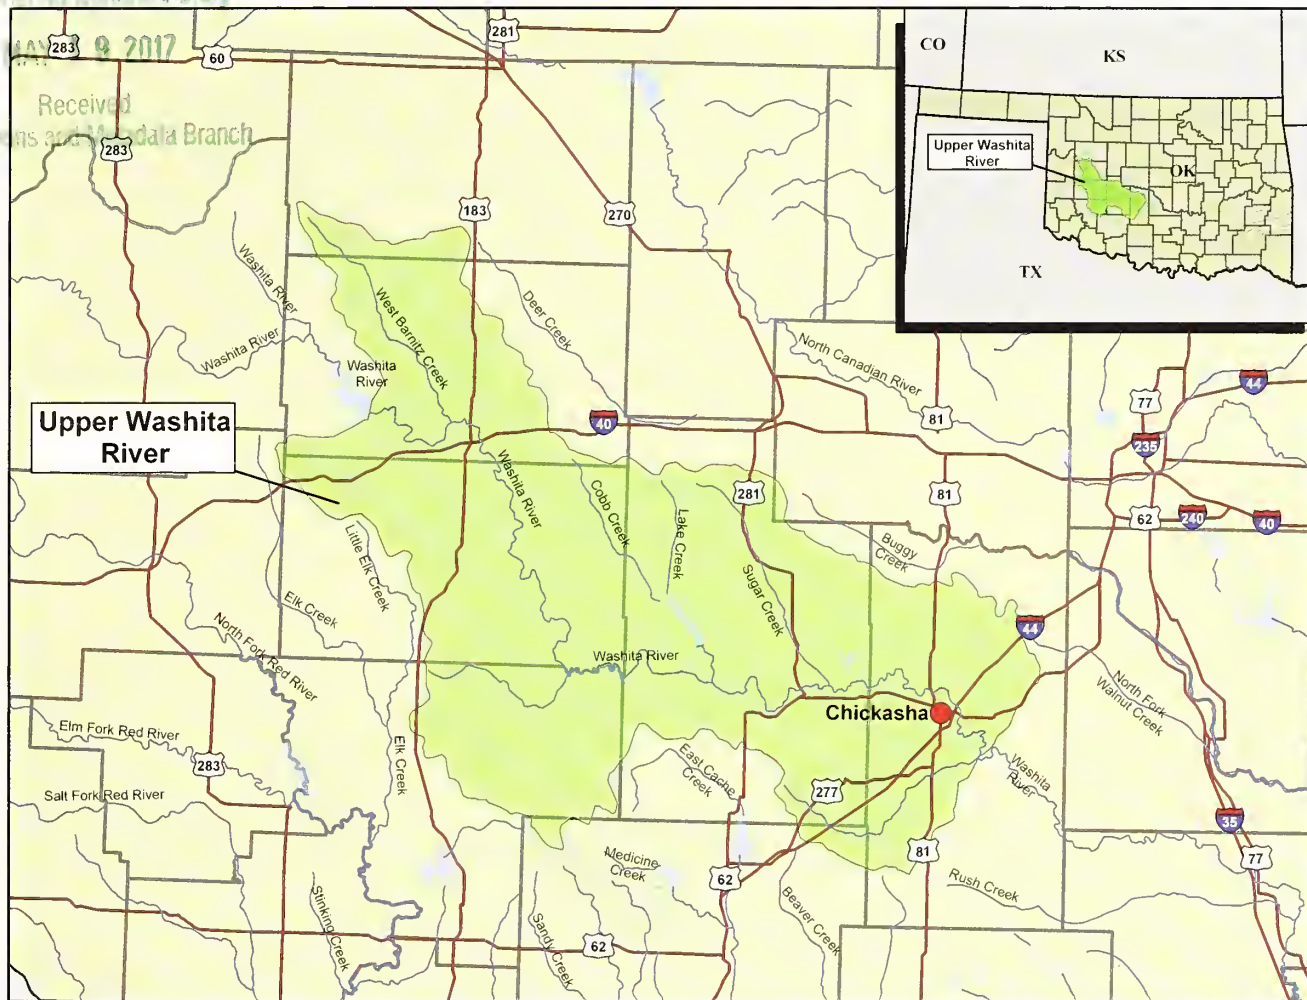 MAY 9 2017
Received
ons and Branch
283
60
281
283
183
270
CO
KS
Upper Washita
River
OK
TX
Washita River
Washita River
West Barnitz Creek
Washita
River
Deer Creek
North Canadian River
81
77
44
235
40
Upper Washita
River
Washita River
Cobb Creek
Lake Creek
281
81
62
240
40
Little Elk Creek
Elk Creek
Sugar Creek
Buggy
Creek
44
North Fork Red River
Washita River
North Fork
Walnut Creek
Chickasha
Elm Fork Red River
283
Elk Creek
East Cache
Creek
Washita
River
Salt Fork Red River
277
35
Medicine
Creek
62
81
77
Rush Creek
Stinking Creek
Sandy Creek
62
Beaver Creek